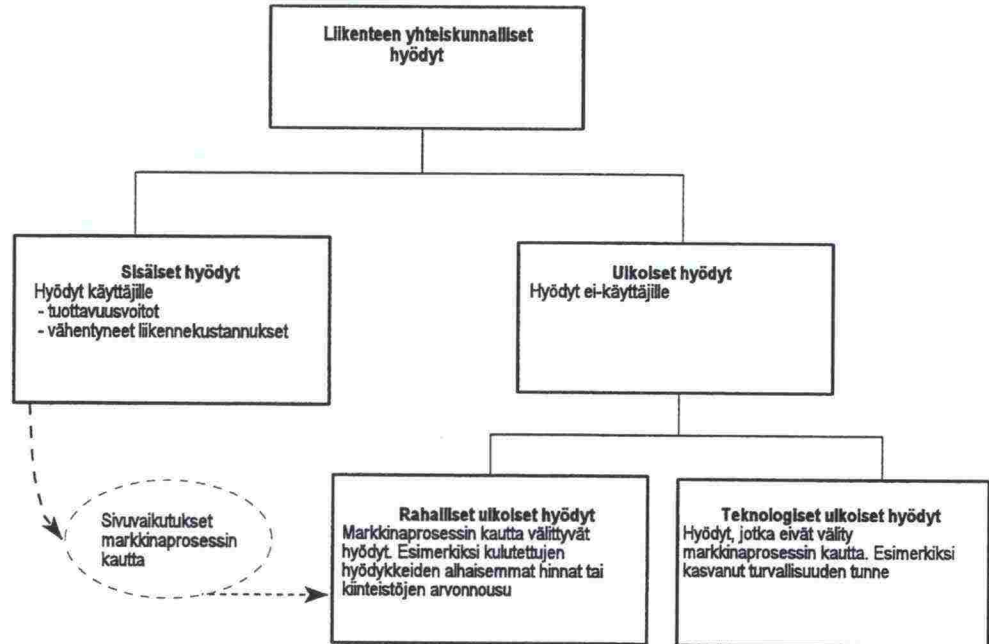 Liikenteen yhteiskunnalliset
hyödyt
Sisäiset hyödyt
Hyödyt käyttäjille
- tuottavuusvoitot
- vähentyneet liikennekustannukset
Ulkoiset hyödyt
Hyödyt ei-käyttäjille
Sivuvaikutukset
markkinaprosessin
kautta
Rahalliset ulkoiset hyödyt
Markkinaprosessin kautta välittyvät
hyödyt. Esimerkiksi kulutettujen
hyödykkeiden alhaisemmat hinnat tai
kiinteistöjen arvonnousu
Teknologiset ulkoiset hyödyt
Hyödyt, jotka eivät välity
markkinaprosessin kautta. Esimerkiksi
kasvanut turvallisuuden tunne